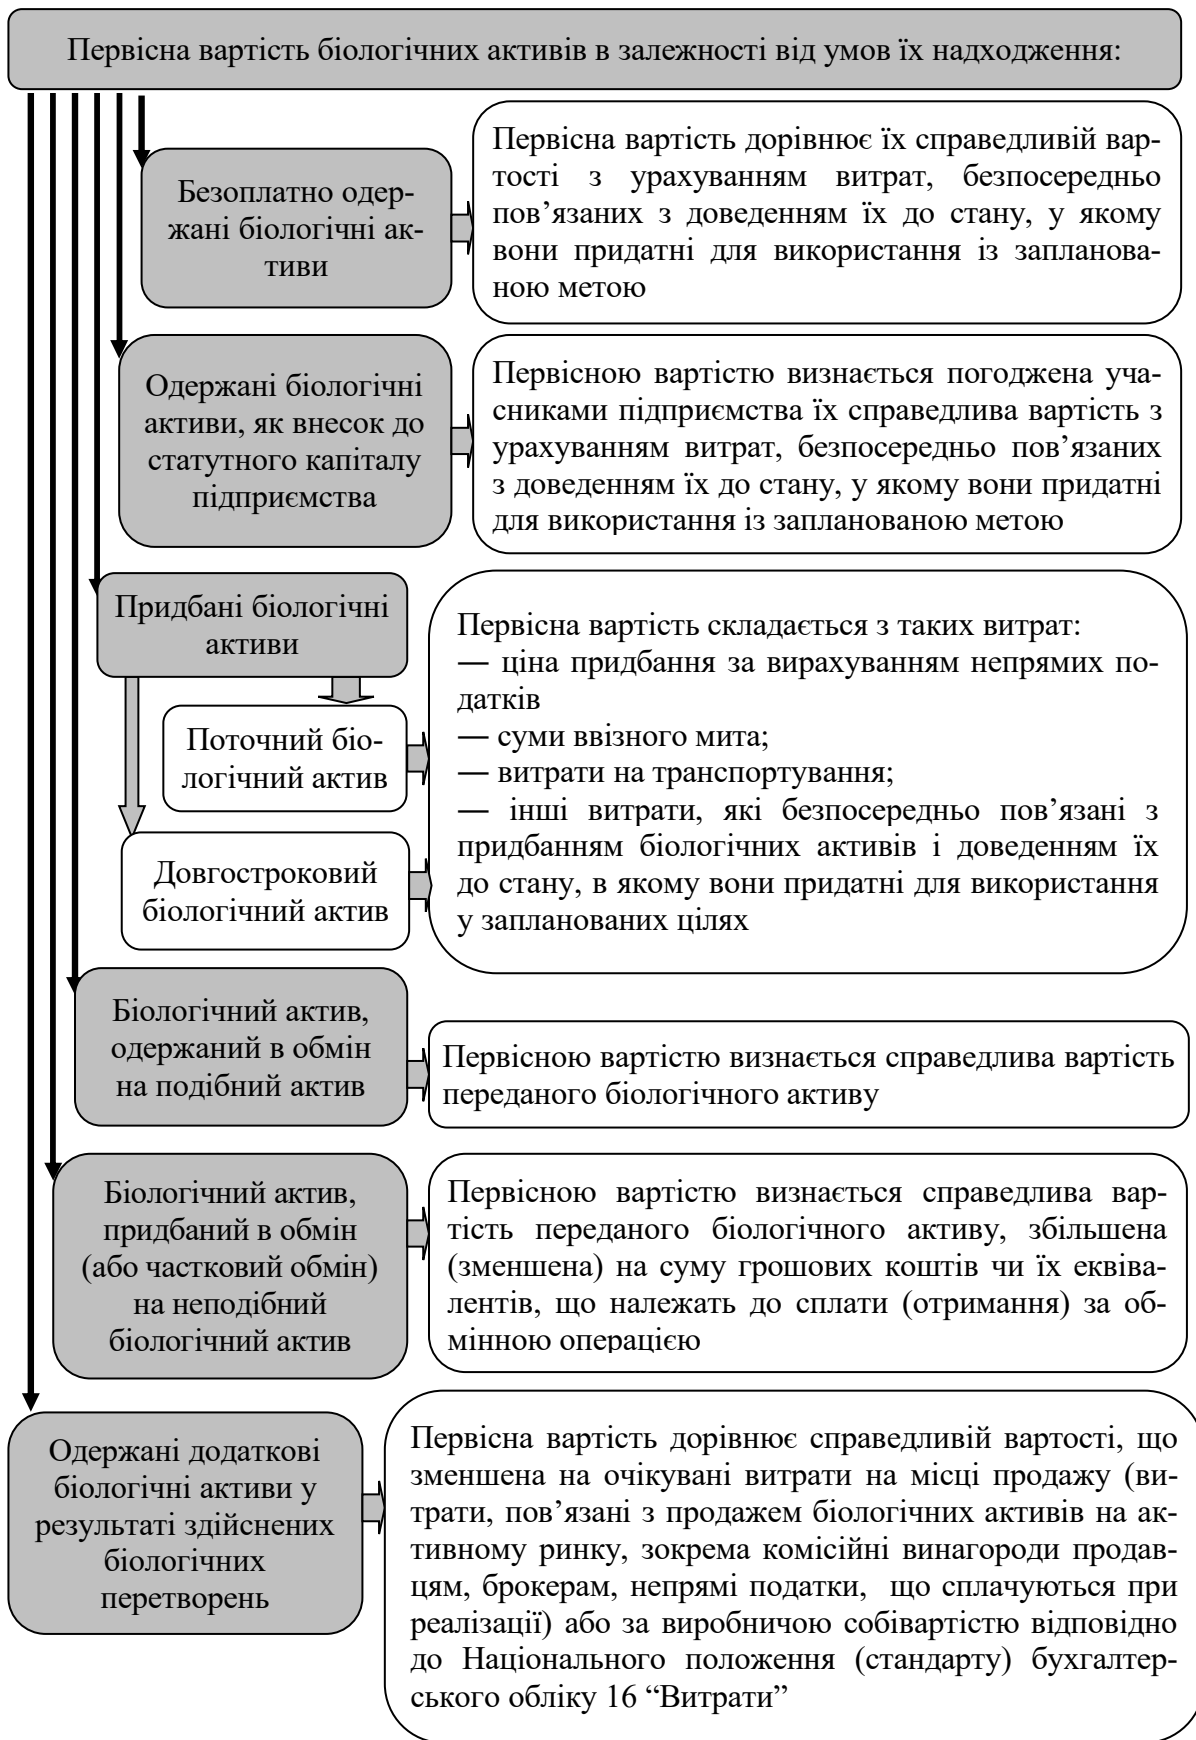 Первісна вартість біологічних активів в залежності від умов їх надходження:
Безоплатно одер-
жані біологічні ак-
тиви
Первісна вартість дорівнює їх справедливій вар-
тості з урахуванням витрат, безпосередньо
пов’язаних з доведенням їх до стану, у якому
вони придатні для використання із запланова-
ною метою
Одержані біологічні
активи, як внесок до
статутного капіталу
підприємства
Первісною вартістю визнається погоджена уча-
сниками підприємства їх справедлива вартість з
урахуванням витрат, безпосередньо пов’язаних
з доведенням їх до стану, у якому вони придатні
для використання із запланованою метою
Придбані біологічні
активи
Поточний біо-
логічний актив
Довгостроковий
біологічний актив
Первісна вартість складається з таких витрат:
— ціна придбання за вирахуванням непрямих по-
датків
— суми ввізного мита;
— витрати на транспортування;
— інші витрати, які безпосередньо пов’язані з
придбанням біологічних активів і доведенням їх
до стану, в якому вони придатні для використання
у запланованих цілях
Біологічний актив,
одержаний в обмін
на подібний актив
Первісною вартістю визнається справедлива вартість
переданого біологічного активу
Біологічний актив,
придбаний в обмін
(або частковий обмін)
на неподібний
біологічний актив
Первісною вартістю визнається справедлива вар-
тість переданого біологічного активу, збільшена
(зменшена) на суму грошових коштів чи їх еквіва-
лентів, що належать до сплати (отримання) за об-
мінною операцією
Одержані додаткові
біологічні активи у
результаті здійснених
біологічних
перетворень
Первісна вартість дорівнює справедливій вартості, що
зменшена на очікувані витрати на місці продажу (ви-
трати, пов’язані з продажем біологічних активів на ак-
тивному ринку, зокрема комісійні винагороди продав-
цям, брокерам, непрямі податки, що сплачуються при
реалізації) або за виробничою собівартістю відповідно
до Національного положення (стандарту) бухгалтер-
ського обліку 16 “Витрати”